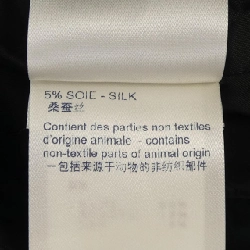 5% SOIE - SILK
桑蚕丝
Contient des parties non textiles
d'origine animale - contains
non-textile parts of animal origin
一包括来源于动物的非纺织部件